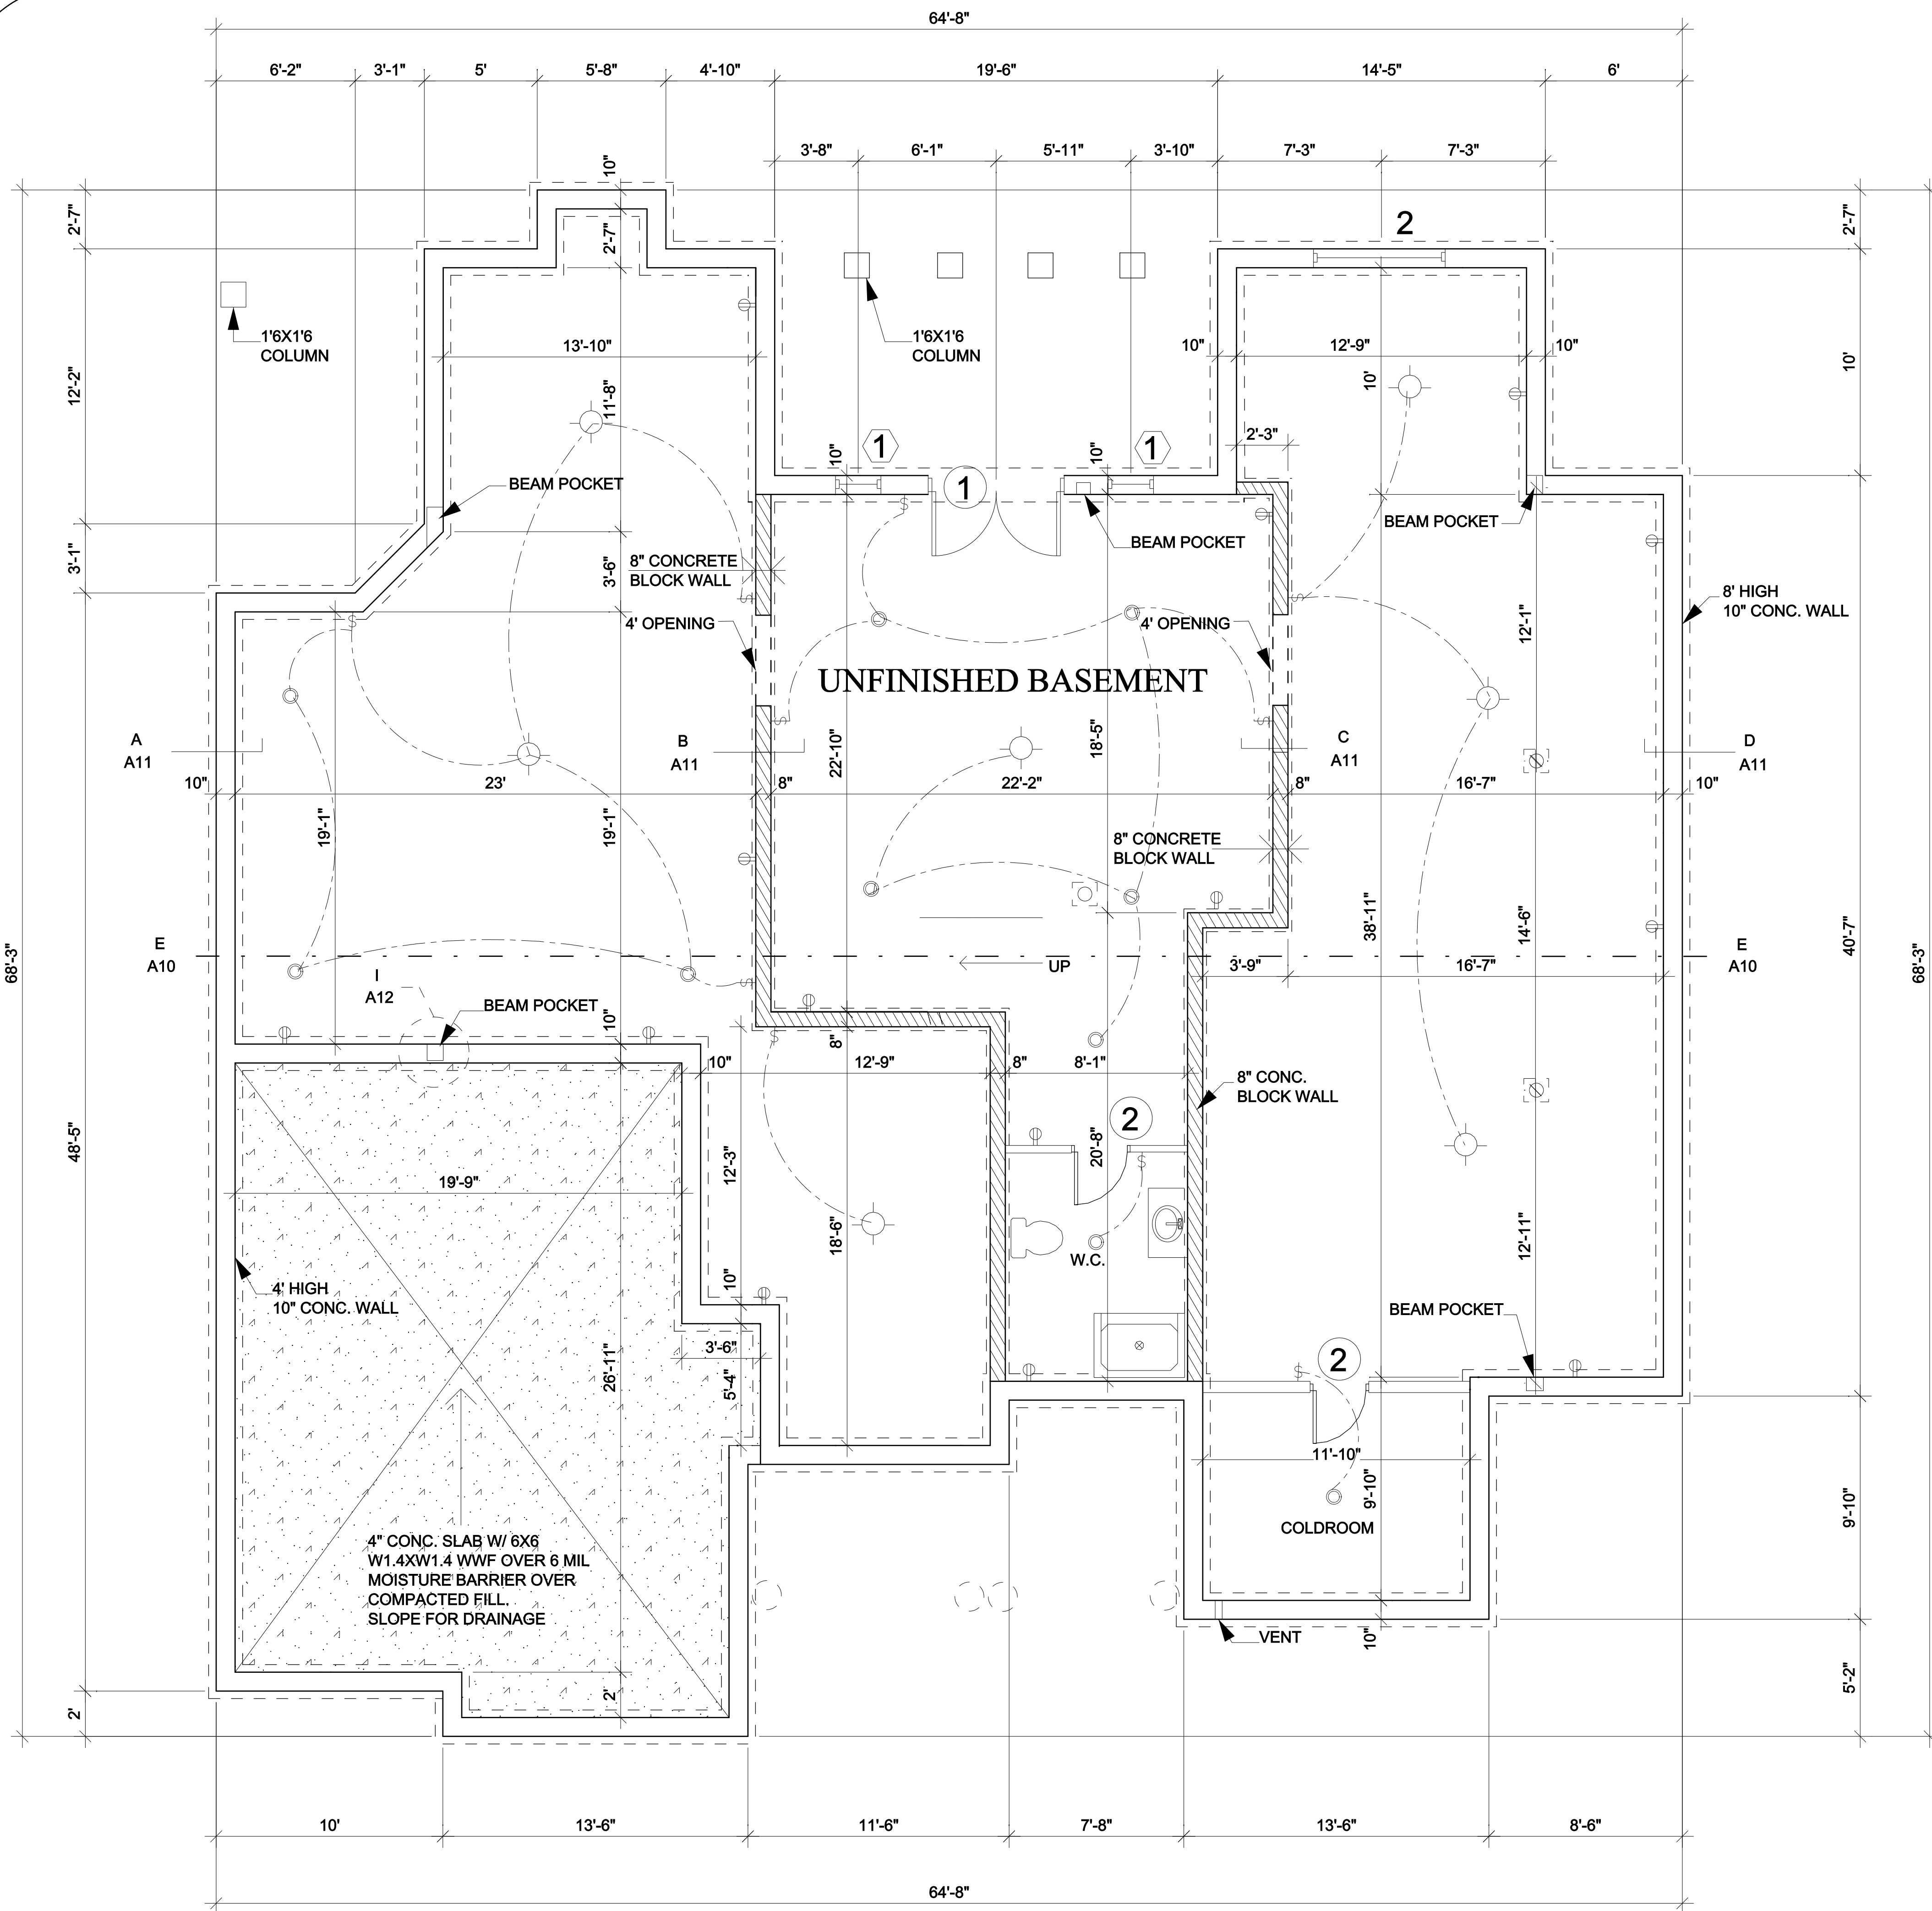 64'-8"
6'-2" 3'-1" 5' 5'-8" 4'-10" 19'-6" 14'-5" 6'
3'-8" 6'-1" 5'-11" 3'-10" 7'-3" 7'-3"
10"
2'-7"
2'-7"
2'-7"
2
1'6X1'6
COLUMN
1'6X1'6
COLUMN
12'-2"
13'-10"
11'-8"
10" 12'-9" 10"
10'
10'
2'-3"
1
1
1
10"
10"
BEAM POCKET
BEAM POCKET
BEAM POCKET
$
3'-1"
3'-6"
8" CONCRETE
BLOCK WALL
4' OPENING
4' OPENING
$
$
$
12'-1"
8' HIGH
10" CONC. WALL
UNFINISHED BASEMENT
$
$
A
A11
B
A11
C
A11
D
A11
22'-10"
18'-5"
10" 23' 8" 22'-2" 8" 16'-7" 10"
19'-1"
19'-1"
8" CONCRETE
BLOCK WALL
38'-11"
14'-6"
40'-7"
68'-3"
68'-3"
E
A10
E
A10
UP
3'-9" 16'-7"
I
A12
BEAM POCKET
$
$
10"
8"
10" 12'-9" 8" 8'-1"
8" CONC.
BLOCK WALL
2
20'-8"
$
48'-5"
12'-3"
19'-9"
18'-6"
W.C.
12'-11"
4' HIGH
10" CONC. WALL
10"
BEAM POCKET
3'-6"
5'-4"
26'-11"
2
$
11'-10"
9'-10"
9'-10"
COLDROOM
4" CONC. SLAB W/ 6X6
W1.4XW1.4 WWF OVER 6 MIL
MOISTURE BARRIER OVER
COMPACTED FILL,
SLOPE FOR DRAINAGE
VENT
10"
5'-2"
2'
2'
10' 13'-6" 11'-6" 7'-8" 13'-6" 8'-6"
64'-8"